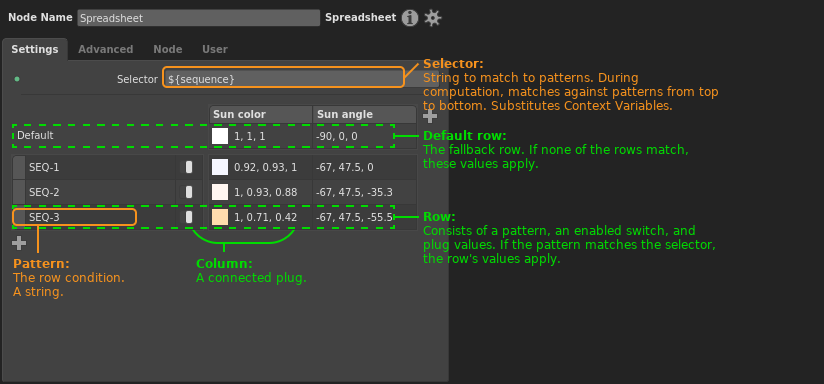 Node Name Spreadsheet Spreadsheet
Settings Advanced Node User
Selector ${sequence}
Selector:
String to match to patterns. During
computation, matches against patterns from top
to bottom. Substitutes Context Variables.
Sun color Sun angle
Default 1, 1, 1 -90, 0, 0
Default row:
The fallback row. If none of the rows match,
these values apply.
SEQ-1 0.92, 0.93, 1 -67, 47.5, 0
SEQ-2 1, 0.93, 0.88 -67, 47.5, -35.3
SEQ-3 1, 0.71, 0.42 -67, 47.5, -55.5
Row:
Consists of a pattern, an enabled switch, and
plug values. If the pattern matches the selector,
the row's values apply.
Pattern:
The row condition.
A string.
Column:
A connected plug.